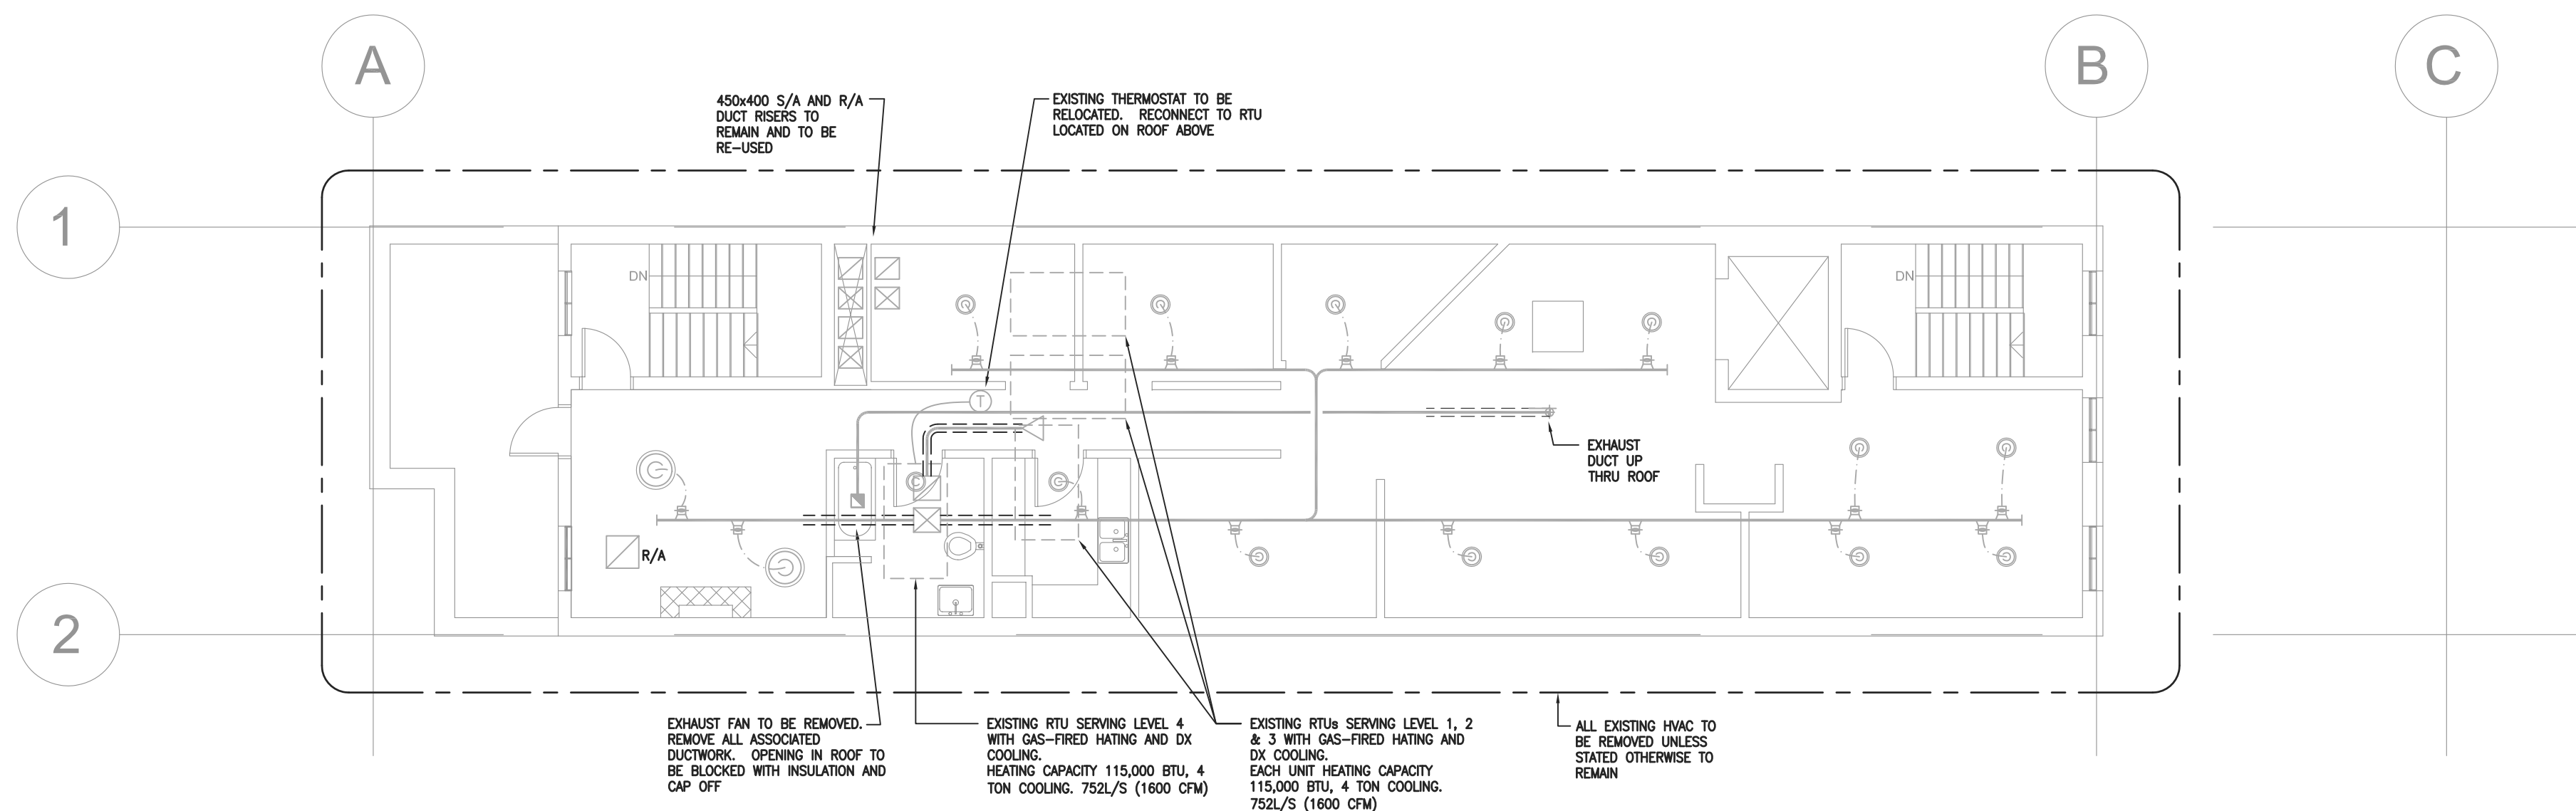 A
B
C
450x400 S/A AND R/A
DUCT RISERS TO
REMAIN AND TO BE
RE-USED
EXISTING THERMOSTAT TO BE
RELOCATED. RECONNECT TO RTU
LOCATED ON ROOF ABOVE
1
DN
DN
T
EXHAUST
DUCT UP
THRU ROOF
R/A
2
EXHAUST FAN TO BE REMOVED.
REMOVE ALL ASSOCIATED
DUCTWORK. OPENING IN ROOF TO
BE BLOCKED WITH INSULATION AND
CAP OFF
EXISTING RTU SERVING LEVEL 4
WITH GAS-FIRED HATING AND DX
COOLING.
HEATING CAPACITY 115,000 BTU, 4
TON COOLING. 752L/S (1600 CFM)
EXISTING RTUs SERVING LEVEL 1, 2
& 3 WITH GAS-FIRED HATING AND
DX COOLING.
EACH UNIT HEATING CAPACITY
115,000 BTU, 4 TON COOLING.
752L/S (1600 CFM)
ALL EXISTING HVAC TO
BE REMOVED UNLESS
STATED OTHERWISE TO
REMAIN